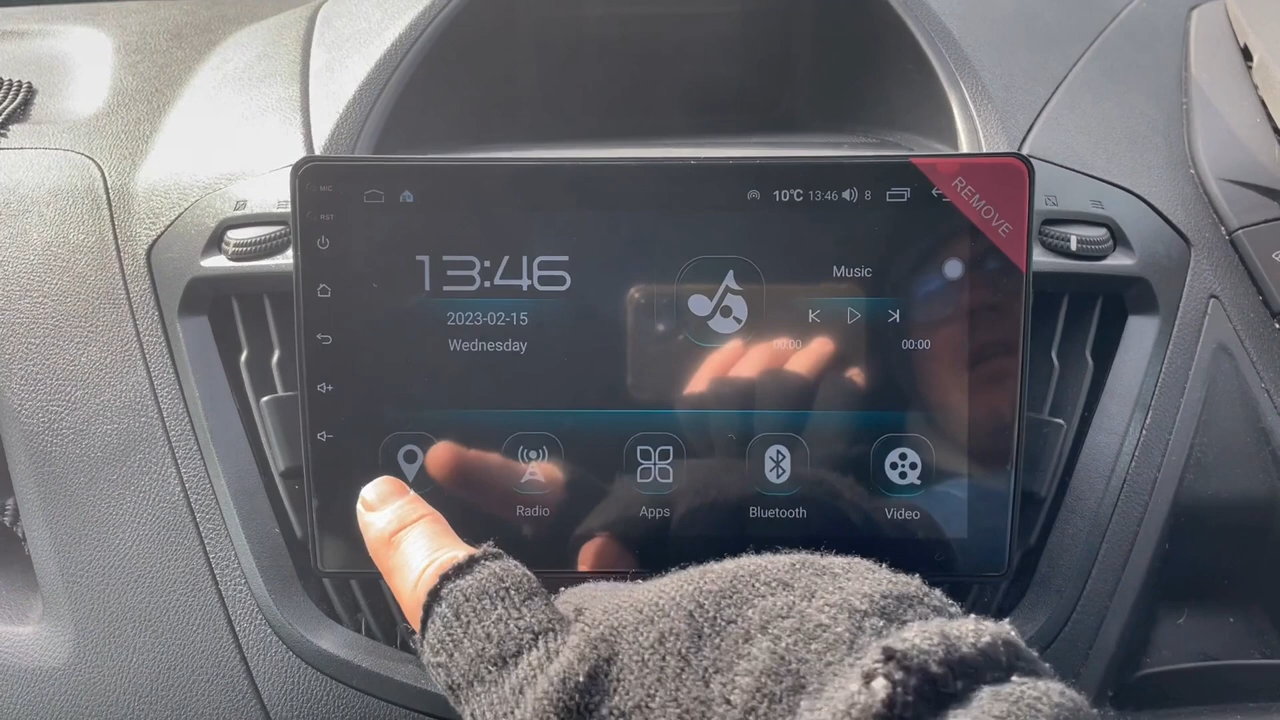 MIC
10°C 13:46 8
REMOVE
RST
13:46
Music
2023-02-15
Wednesday
00:00 00:00
Radio Apps Bluetooth Video